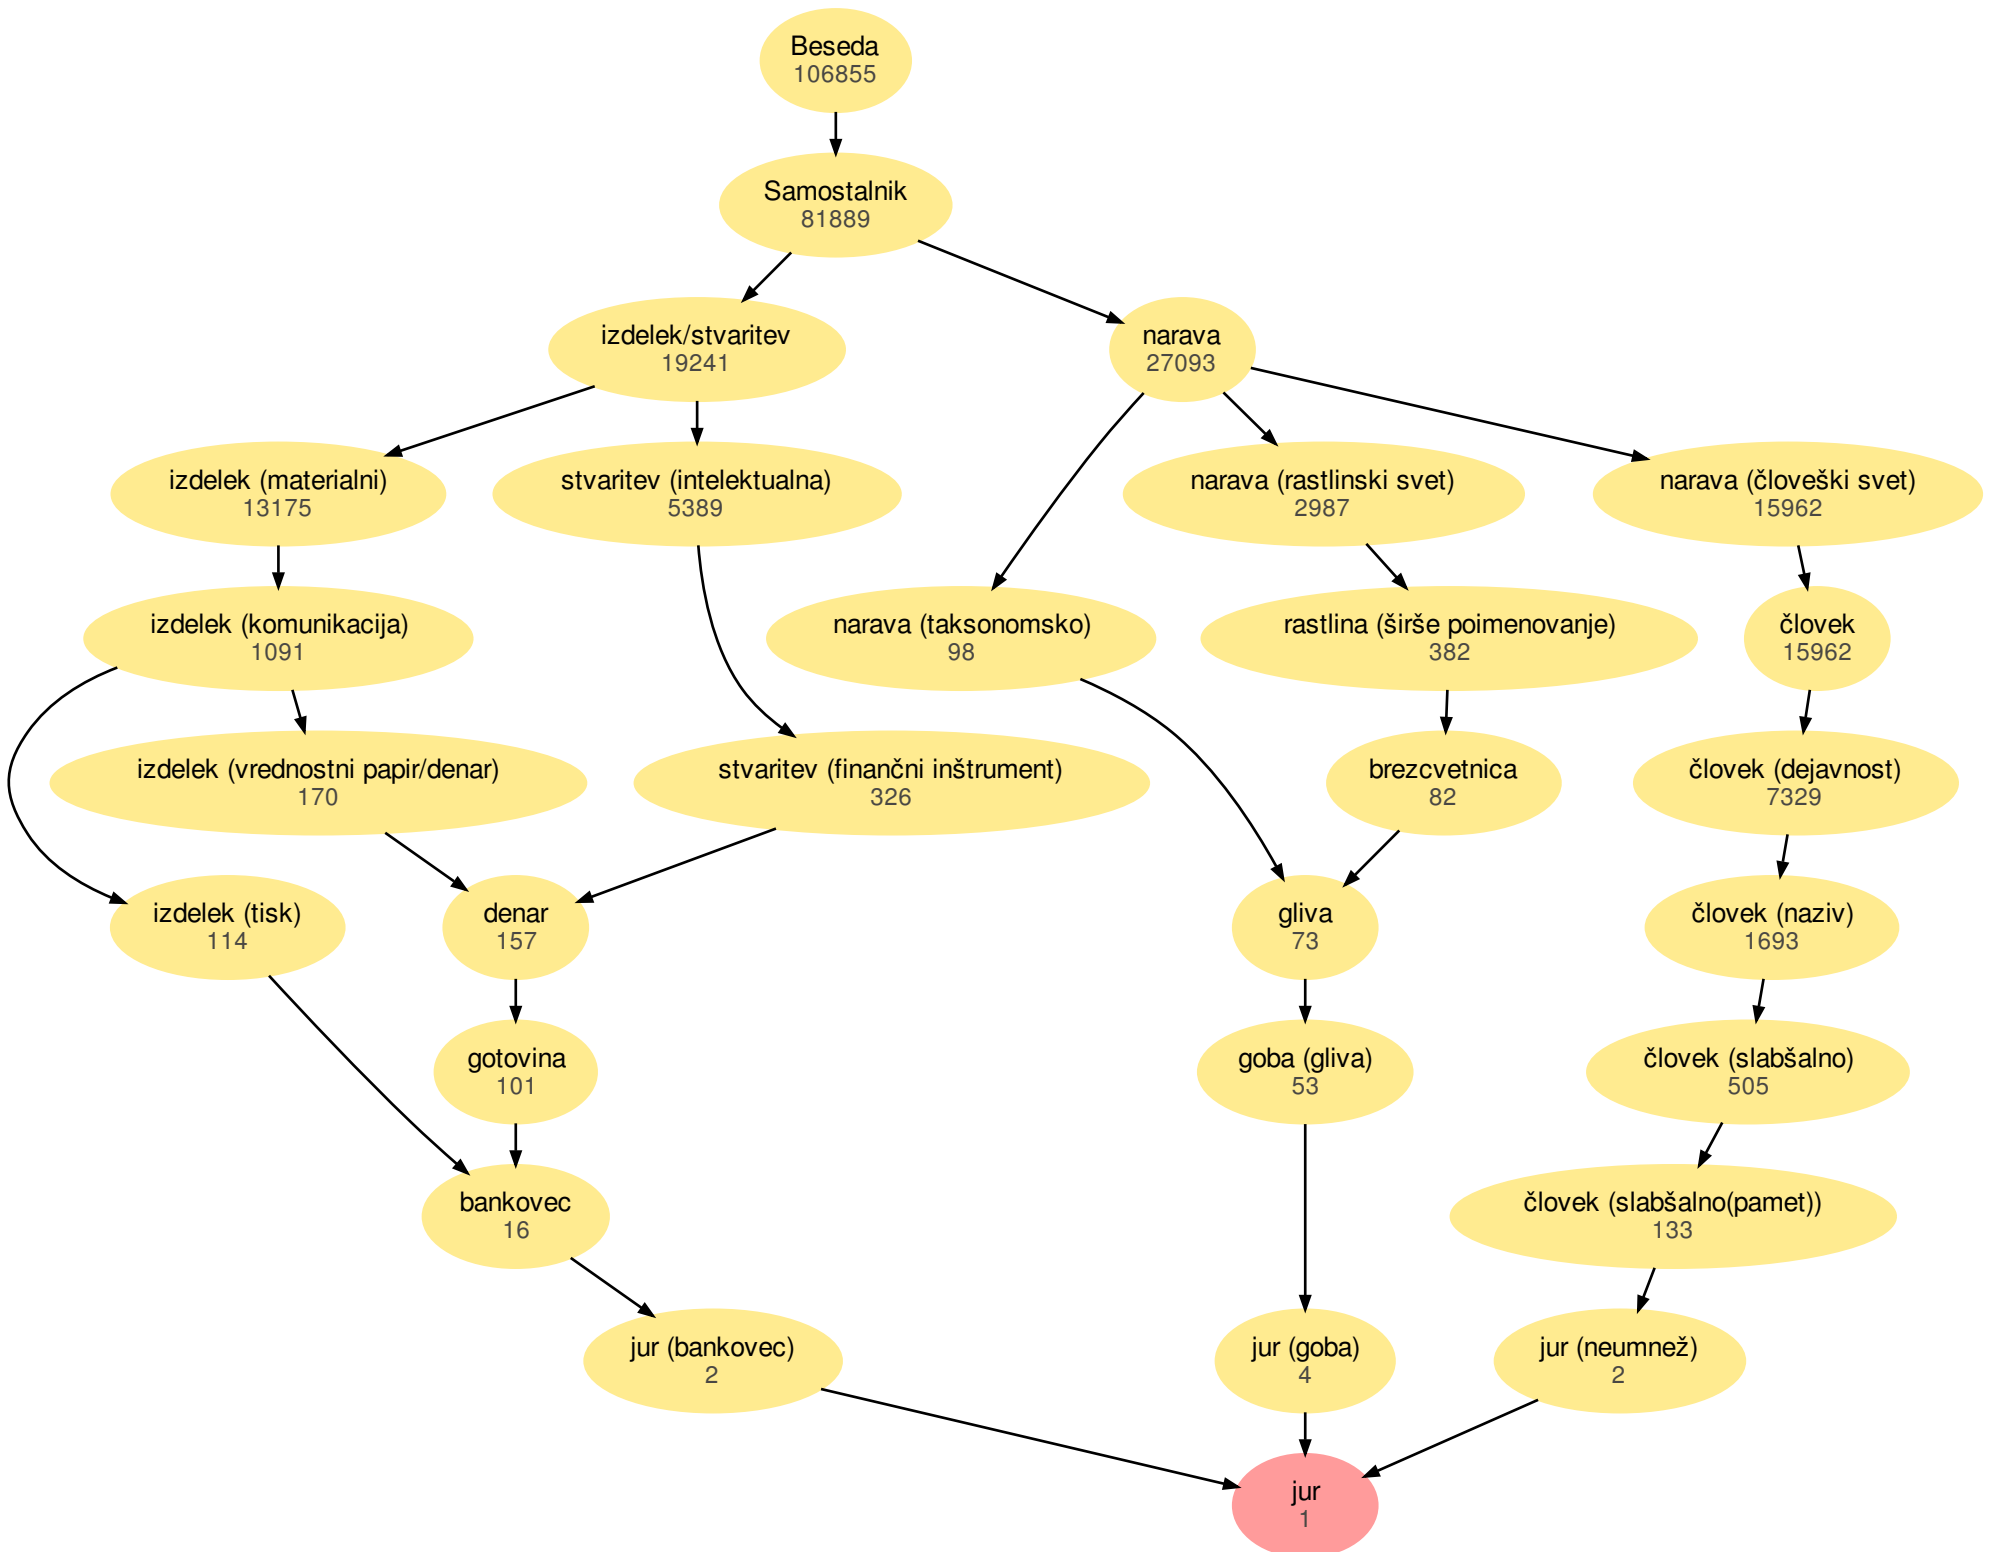 Beseda
106855
Samostalnik
81889
izdelek/stvaritev
19241
narava
27093
izdelek (materialni)
13175
stvaritev (intelektualna)
5389
narava (rastlinski svet)
2987
narava (človeški svet)
15962
izdelek (komunikacija)
1091
narava (taksonomsko)
98
rastlina (širše poimenovanje)
382
človek
15962
izdelek (vrednostni papir/denar)
170
stvaritev (finančni inštrument)
326
brezcvetnica
82
človek (dejavnost)
7329
izdelek (tisk)
114
denar
157
gliva
73
človek (naziv)
1693
gotovina
101
goba (gliva)
53
človek (slabšalno)
505
bankovec
16
človek (slabšalno(pamet))
133
jur (bankovec)
2
jur (goba)
4
jur (neumnež)
2
jur
1